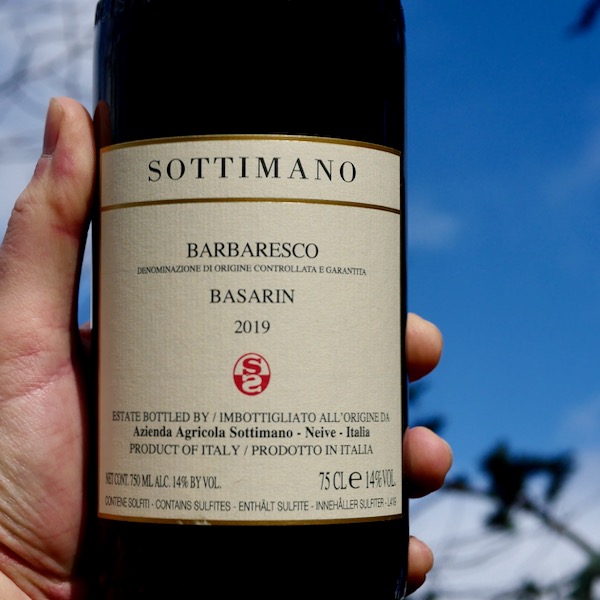 SOTTIMANO
BARBARESCO
DENOMINAZIONE DI ORIGINE CONTROLLATA E GARANTITA
BASARIN
2019
SS
ESTATE BOTTLED BY / IMBOTTIGLIATO ALL'ORIGINE DA
Azienda Agricola Sottimano - Neive - Italia
PRODUCT OF ITALY / PRODOTTO IN ITALIA
NET CONT. 750 ML ALC. 14% BY VOL. 75 CL e 14% VOL.
CONTIENE SOLFITI - CONTAINS SULFITES - ENTHÄLT SULFITE - INNEHÅLLER SULFITER - L419